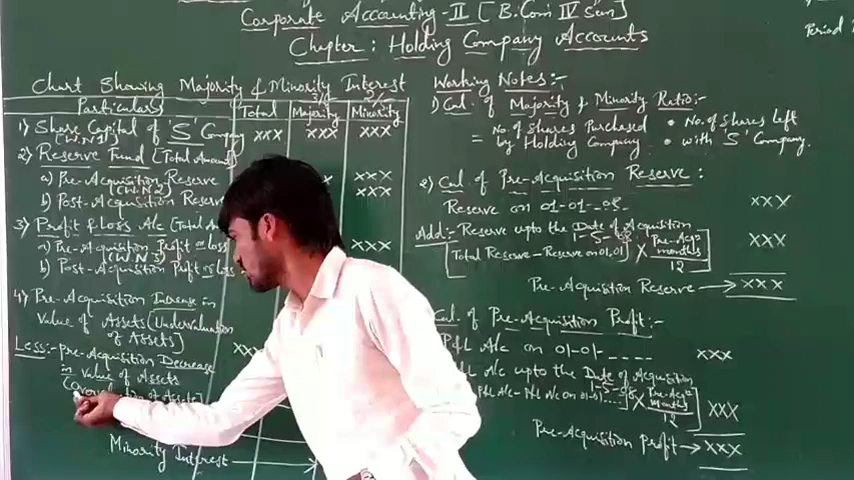 Corporate Accounting-II [B.Com IV Sem]
Chapter: Holding Company Accounts
Period
Chart Showing Majority & Minority Interest
Particulars Total Majority Minority
1) Share Capital of 'S' Company xxx xxx xxx
(W.N 1)
2) Reserve Fund (Total Amount)
a) Pre-Acquisition Reserve xxx
(W.N 2)
b) Post-Acquisition Reserve xxx
3) Profit & Loss A/c (Total
a) Pre-Acquisition Profit or loss xxx
(W.N 3)
b) Post-Acquisition Profit or loss
4) Pre-Acquisition Increase in
Value of Assets (Undervaluation
of Assets)
Less:- Pre-Acquisition Decrease
in value of Assets
of Assets)
Minority Interest
Working Notes:-
1) Cal. of Majority & Minority Ratio:-
= No. of Shares Purchased by Holding Company : No. of Shares Left with 'S' Company.
2) Cal of Pre-Acquisition Reserve:
Reserve on 01-01- xxx
Add:- Reserve upto the Date of Acquisition
[Total Reserve - Reserve on 01,01] X Pre-Acq. months / 12 xxx
Pre-Acquisition Reserve → xxx
Cal. of Pre-Acquisition Profit:-
P&L A/c on 01-01---- xxx
A/c upto the Date of Acquisition
X Pre-Acq. months / 12 xxx
Pre-Acquisition Profit → xxx